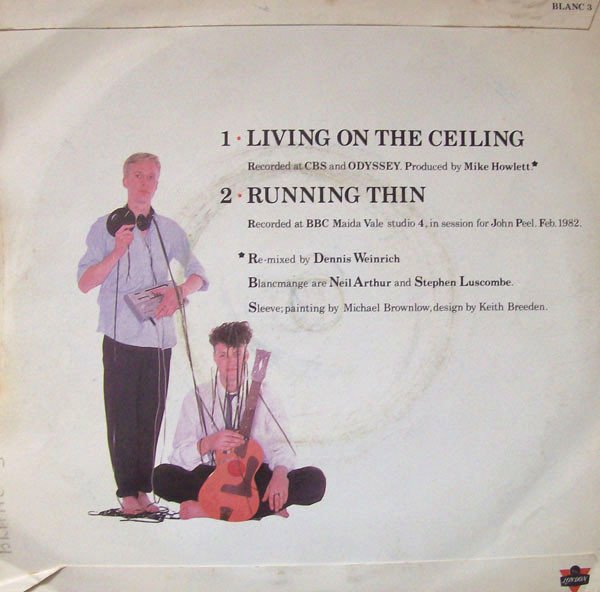 BLANC 3
1 · LIVING ON THE CEILING
Recorded at CBS and ODYSSEY. Produced by Mike Howlett.*
2 · RUNNING THIN
Recorded at BBC Maida Vale studio 4, in session for John Peel. Feb. 1982.
* Re-mixed by Dennis Weinrich
Blancmange are Neil Arthur and Stephen Luscombe.
Sleeve; painting by Michael Brownlow, design by Keith Breeden.
LONDON